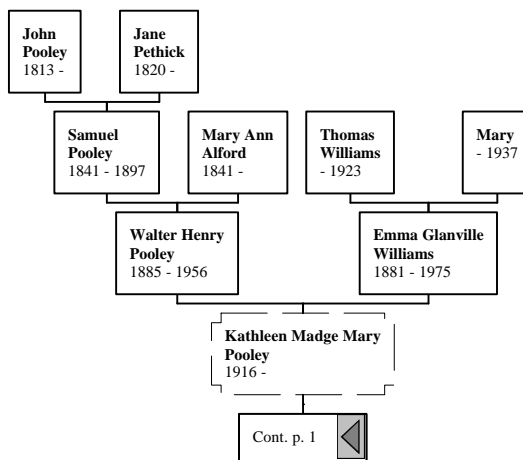 John
Pooley
1813 -
Jane
Pethick
1820 -
Samuel
Pooley
1841 - 1897
Mary Ann
Alford
1841 -
Thomas
Williams
- 1923
Mary
- 1937
Walter Henry
Pooley
1885 - 1956
Emma Glanville
Williams
1881 - 1975
Kathleen Madge Mary
Pooley
1916 -
Cont. p. 1